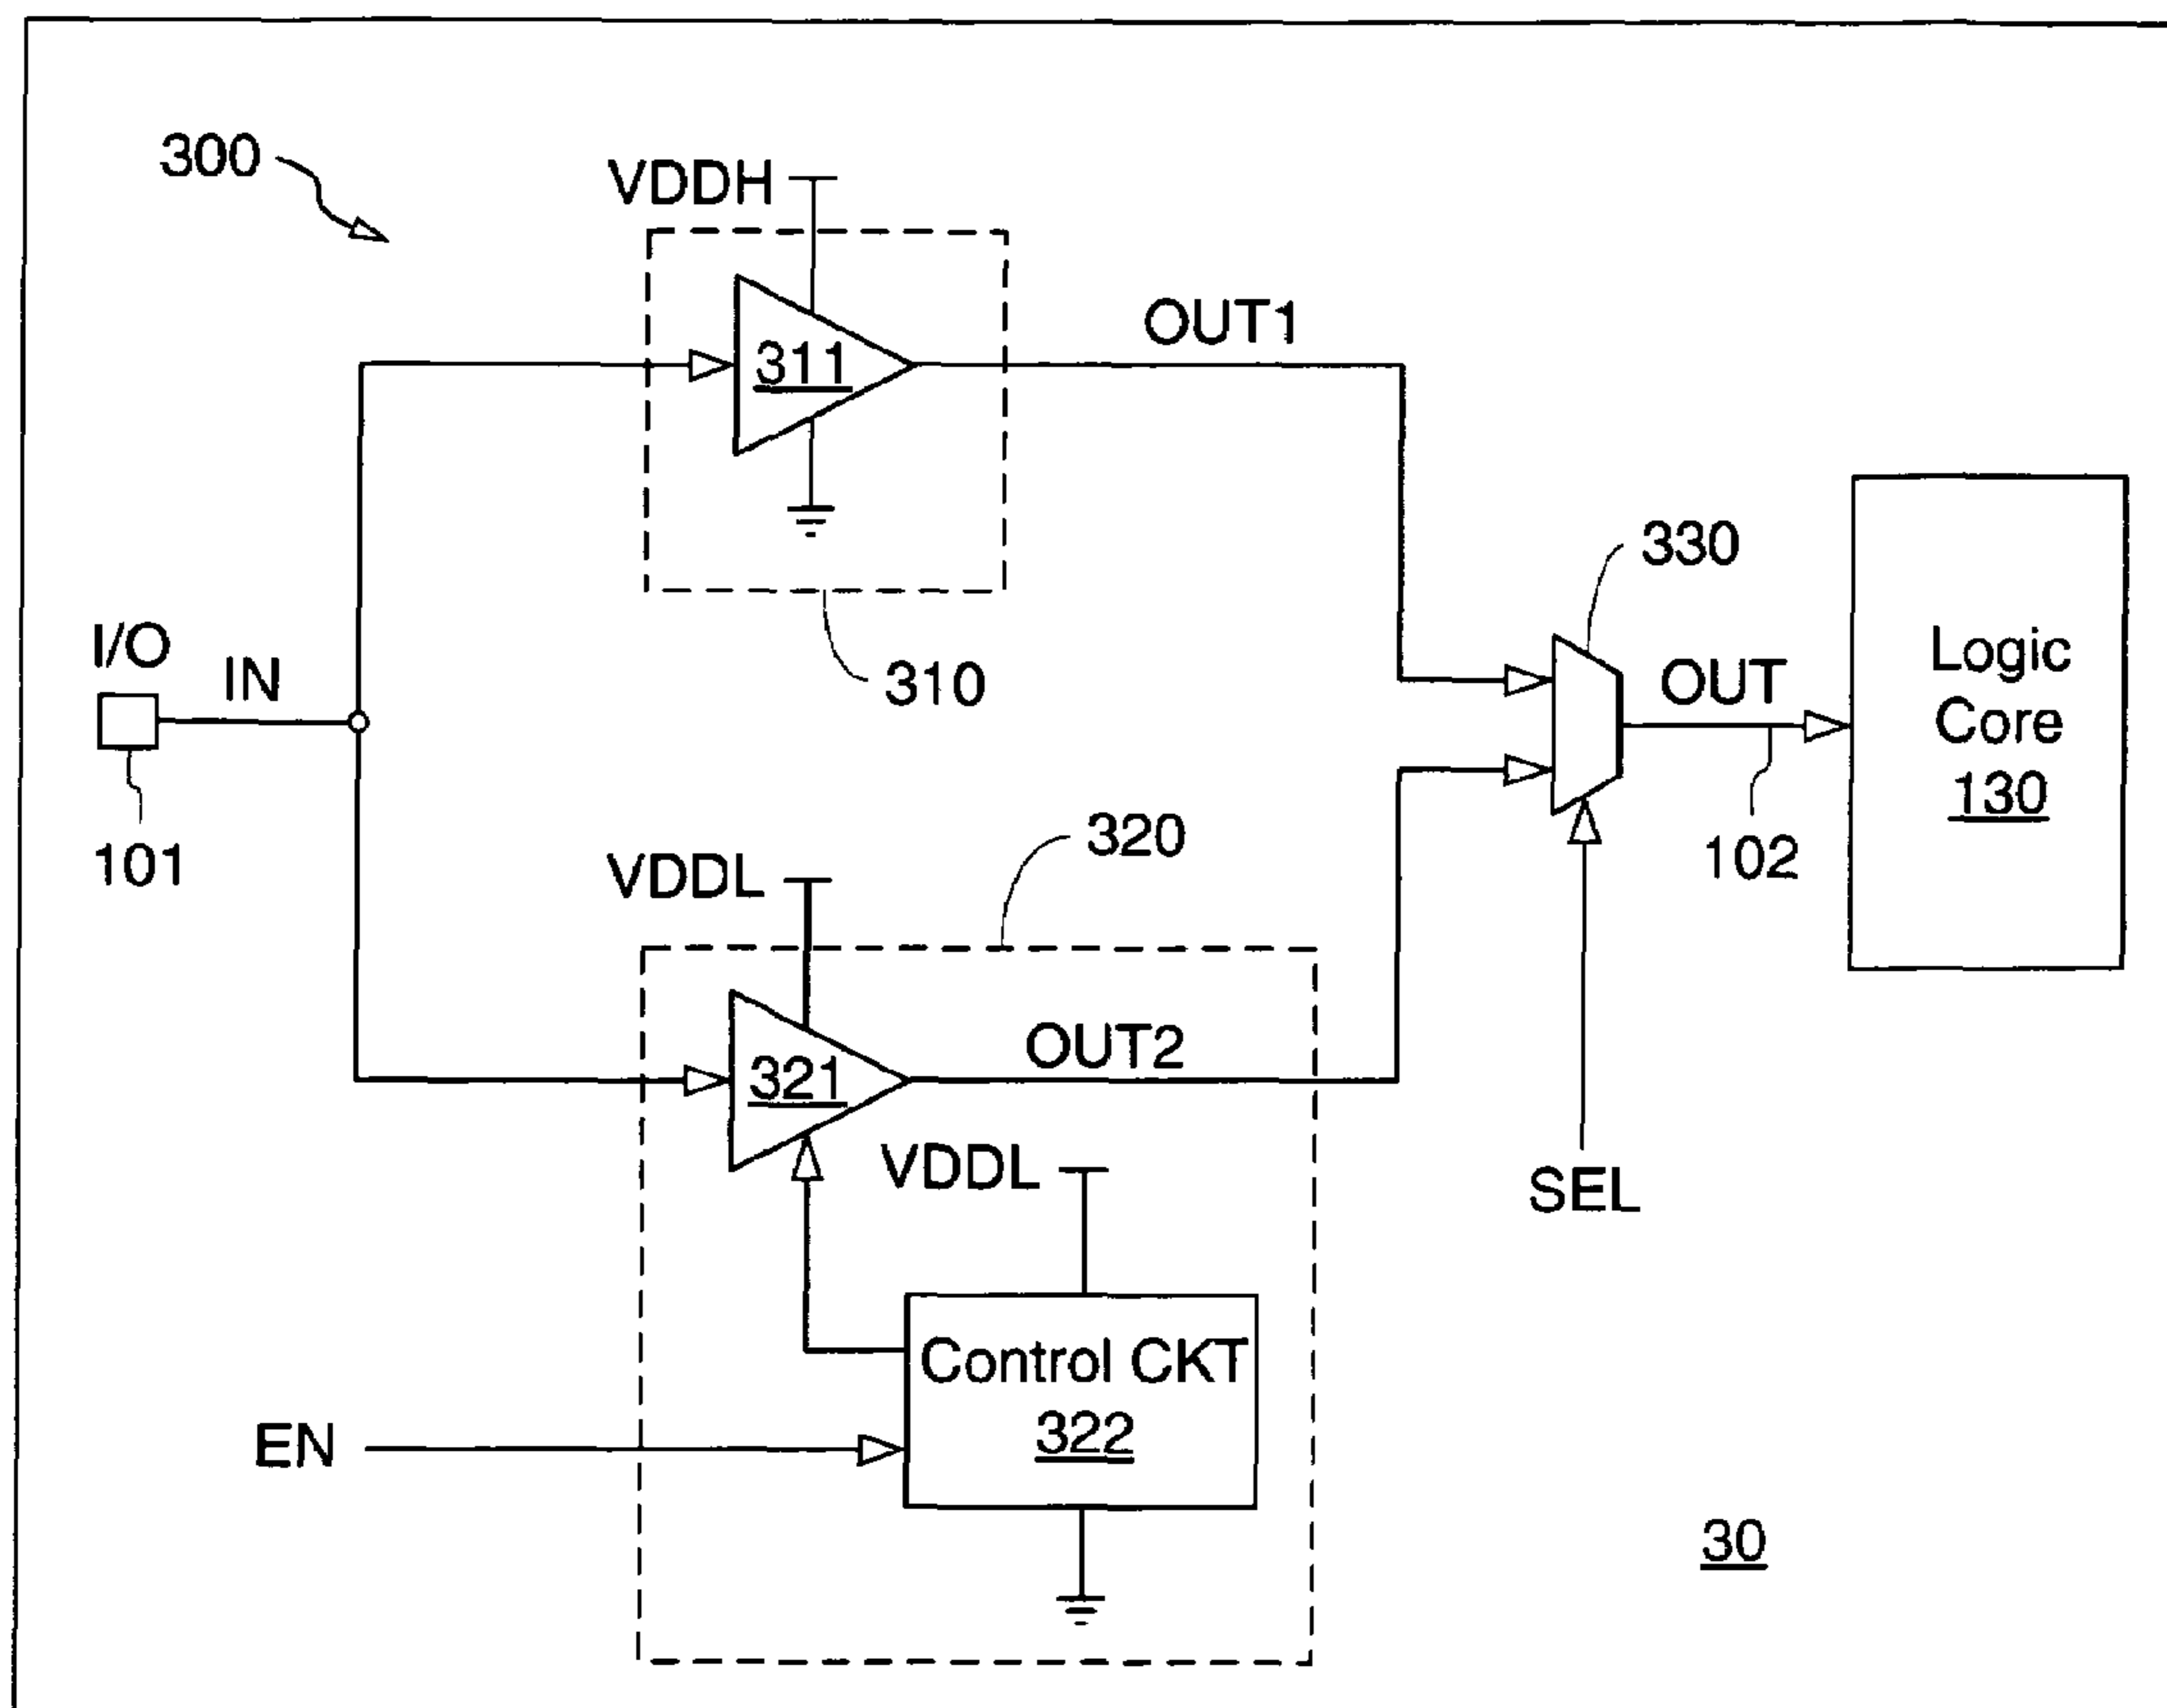 300
VDDH
311
OUT1
310
330
I/O
IN
101
OUT
102
Logic
Core
130
VDDL
320
321
OUT2
VDDL
SEL
Control CKT
322
EN
30